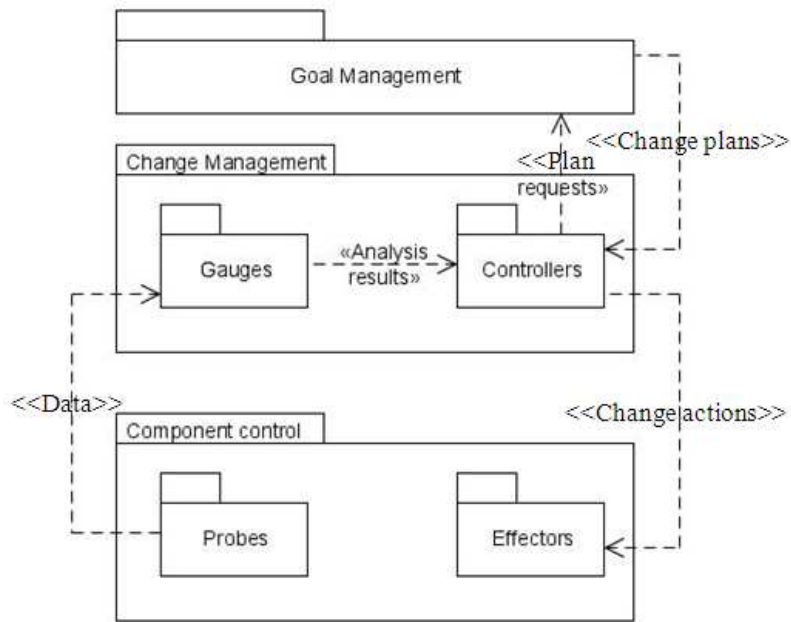 Goal Management
<<Change plans>>
Change Management
<<Plan
requests»
Gauges
«Analysis
results»
Controllers
<<Data>>
<<Change actions>>
Component control
Probes
Effectors